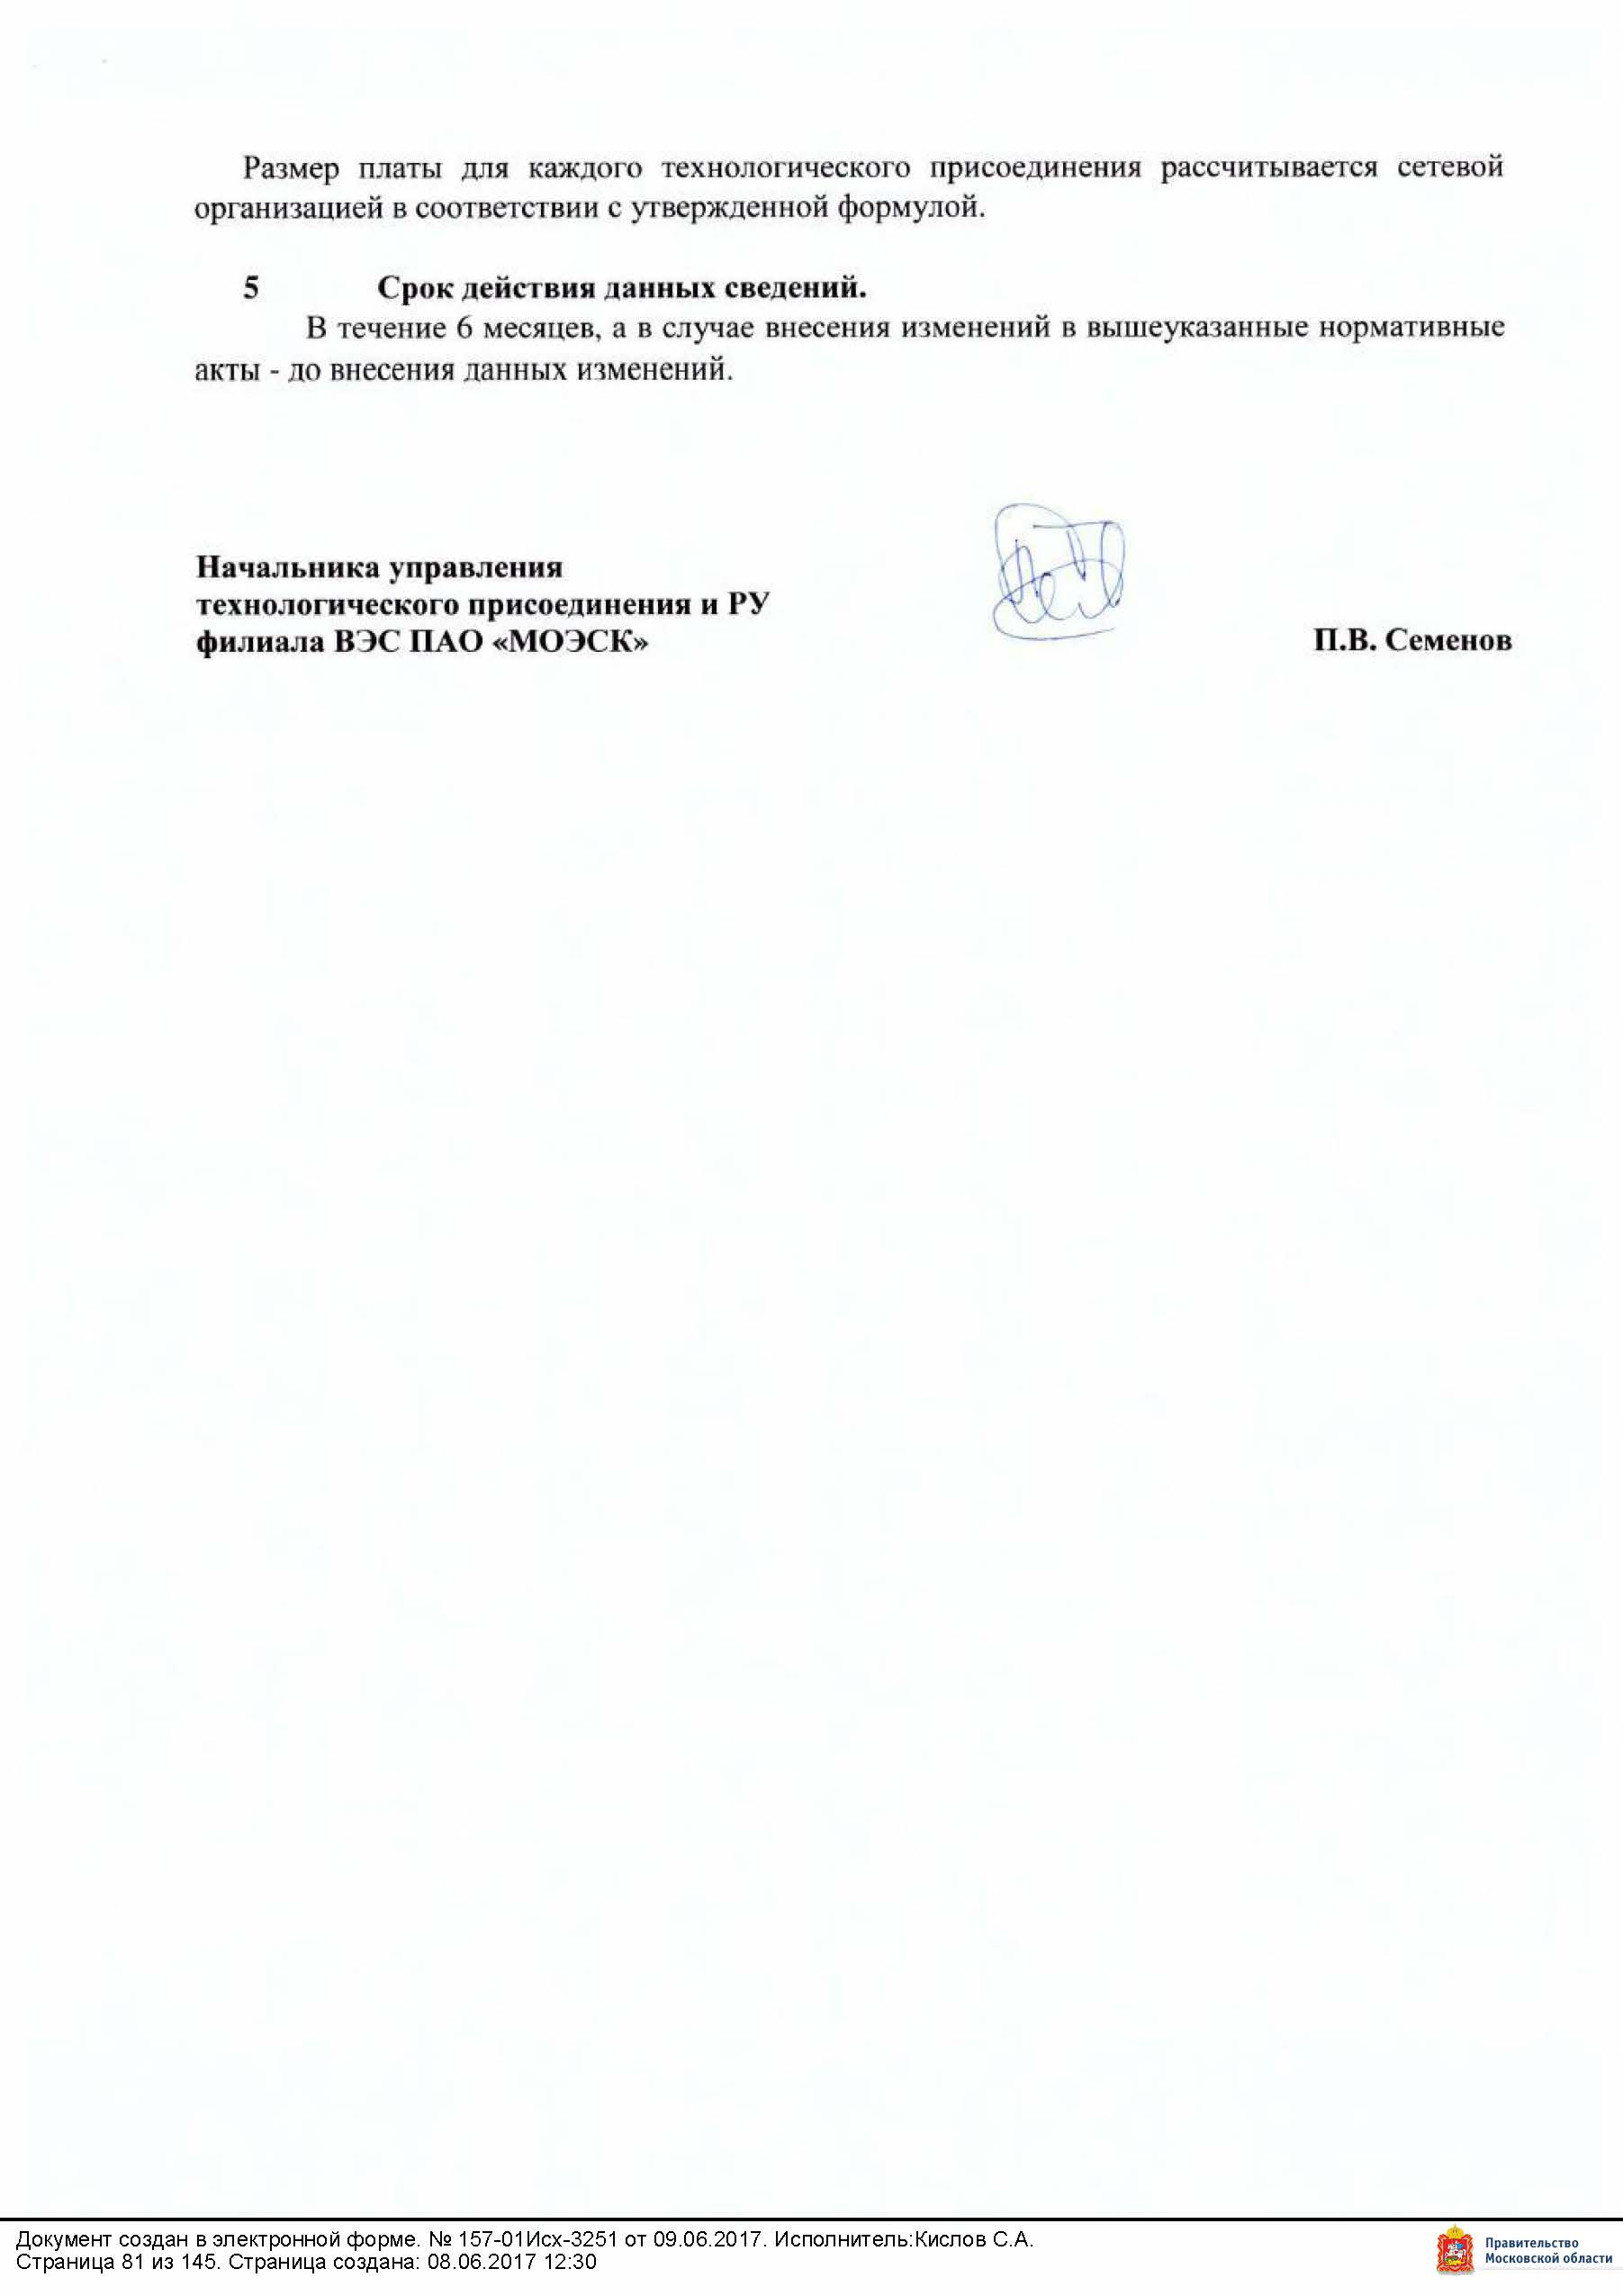 Размер платы для каждого технологического присоединения рассчитывается сетевой
организацией в соответствии с утвержденной формулой.
5 Срок действия данных сведений.
В течение 6 месяцев, а в случае внесения изменений в вышеуказанные нормативные
акты - до внесения данных изменений.
Начальника управления
технологического присоединения и РУ
филиала ВЭС ПАО «МОЭСК»
П.В. Семенов
Документ создан в электронной форме. № 157-01Исх-3251 от 09.06.2017. Исполнитель:Кислов С.А.
Страница 81 из 145. Страница создана: 08.06.2017 12:30
Правительство
Московской области